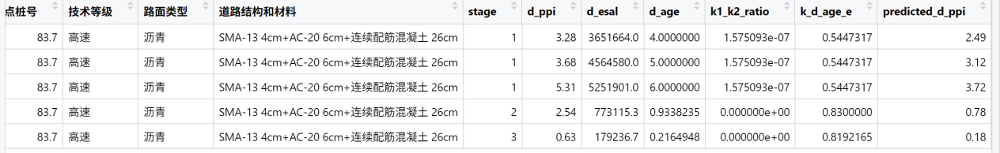 点桩号 技术等级 路面类型 道路结构和材料 stage d_ppi d_esal d_age k1_k2_ratio k_d_age_e predicted_d_ppi
83.7 高速 沥青 SMA-13 4cm+AC-20 6cm+连续配筋混凝土 26cm 1 3.28 3651664.0 4.0000000 1.575093e-07 0.5447317 2.49
83.7 高速 沥青 SMA-13 4cm+AC-20 6cm+连续配筋混凝土 26cm 1 3.68 4564580.0 5.0000000 1.575093e-07 0.5447317 3.12
83.7 高速 沥青 SMA-13 4cm+AC-20 6cm+连续配筋混凝土 26cm 1 5.31 5251901.0 6.0000000 1.575093e-07 0.5447317 3.72
83.7 高速 沥青 SMA-13 4cm+AC-20 6cm+连续配筋混凝土 26cm 2 2.54 773115.3 0.9338235 0.000000e+00 0.8300000 0.78
83.7 高速 沥青 SMA-13 4cm+AC-20 6cm+连续配筋混凝土 26cm 3 0.63 179236.7 0.2164948 0.000000e+00 0.8192165 0.18